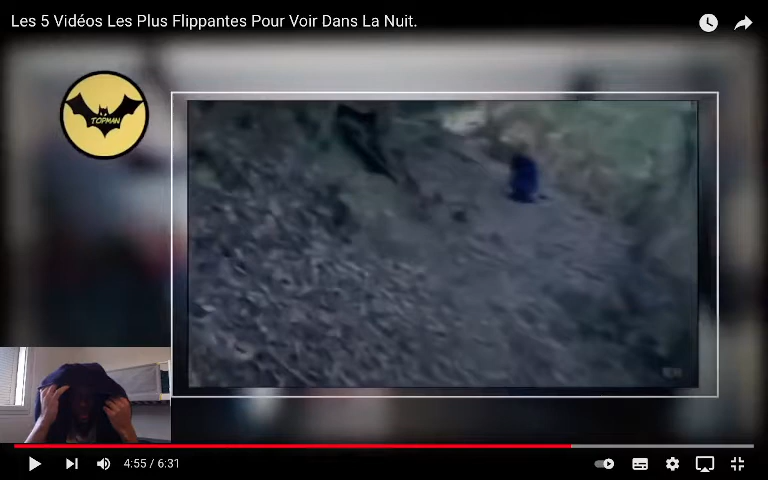 Les 5 Vidéos Les Plus Flippantes Pour Voir Dans La Nuit.
TOPMAN
4:55 / 6:31